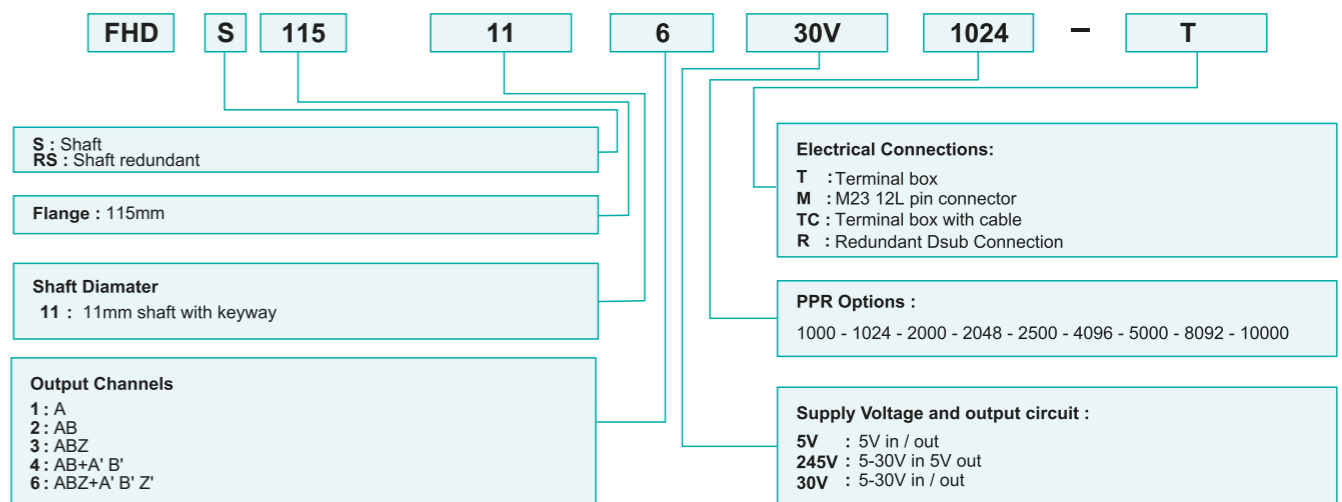 FHD S 115 11 6 30V 1024 - T
S : Shaft
RS : Shaft redundant
Flange : 115mm
Shaft Diamater
11 : 11mm shaft with keyway
Output Channels
1 : A
2 : AB
3 : ABZ
4 : AB+A' B'
6 : ABZ+A' B' Z'
Electrical Connections:
T : Terminal box
M : M23 12L pin connector
TC : Terminal box with cable
R : Redundant Dsub Connection
PPR Options :
1000 - 1024 - 2000 - 2048 - 2500 - 4096 - 5000 - 8092 - 10000
Supply Voltage and output circuit :
5V : 5V in / out
245V : 5-30V in 5V out
30V : 5-30V in / out